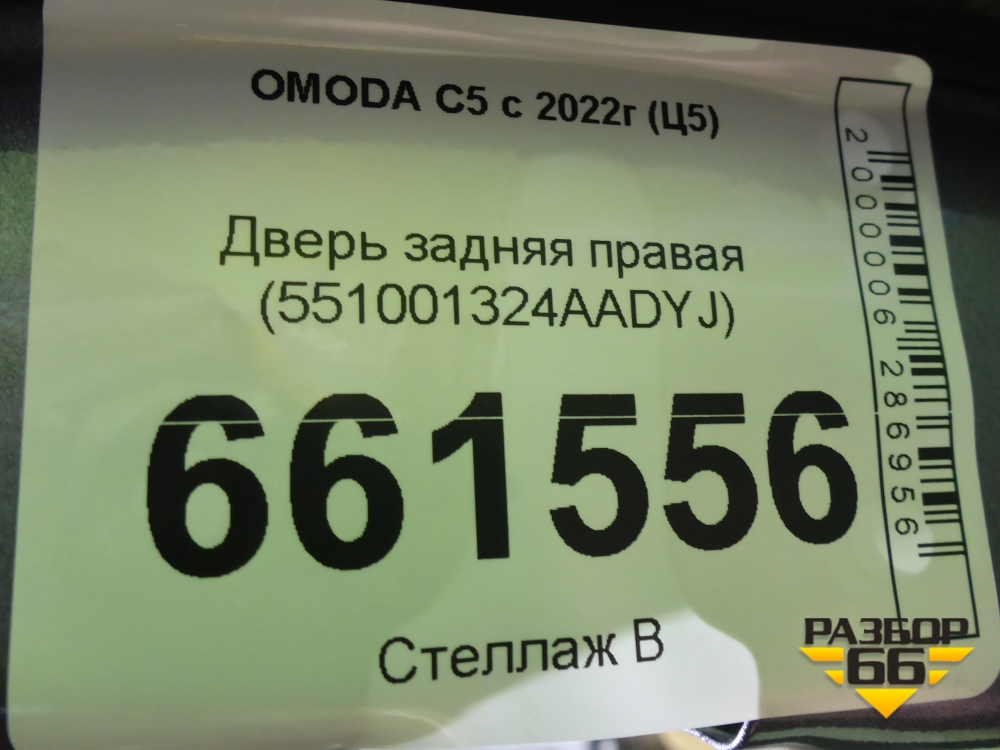 OMODA C5 с 2022г (Ц5)
Дверь задняя правая
(551001324AADYJ)
661556
Стеллаж В
2000006286956
РАЗБОР
66